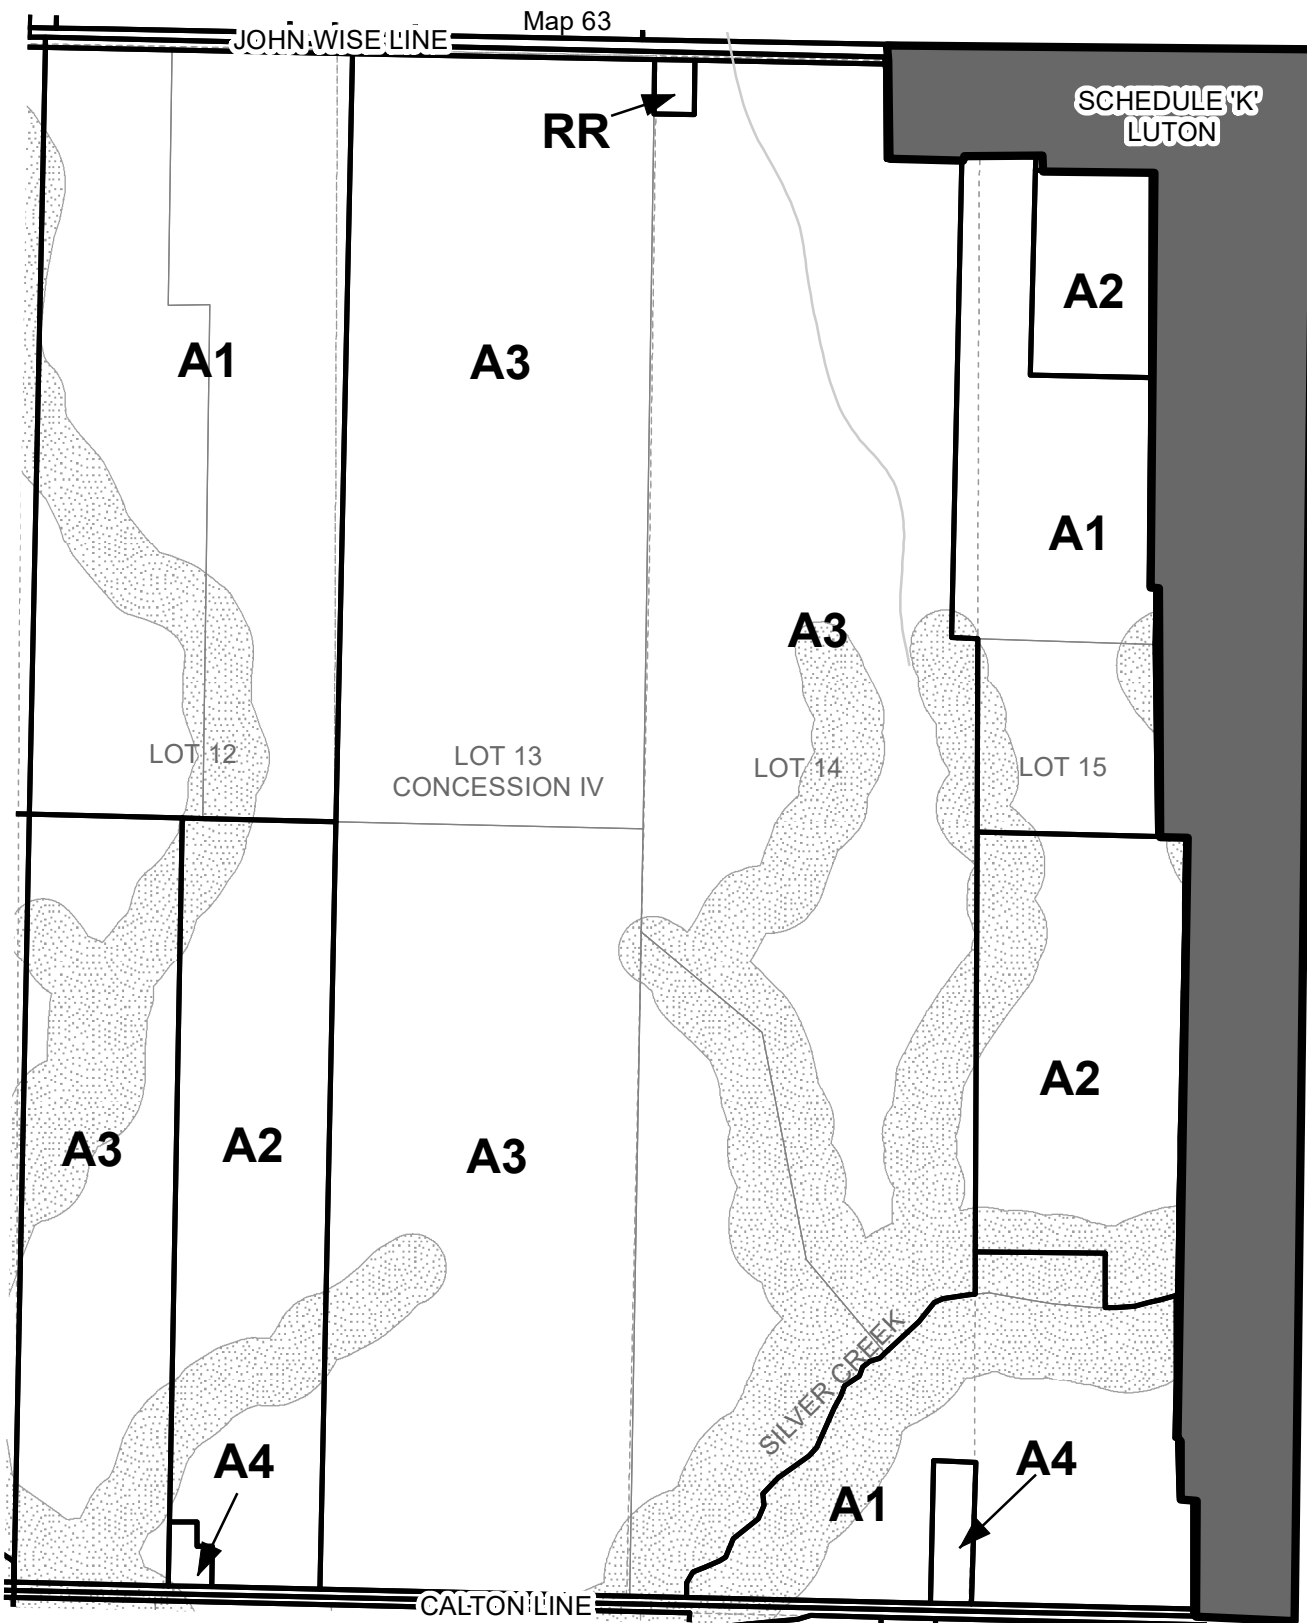 Map 63
JOHN WISE LINE
SCHEDULE 'K'
LUTON
RR
A2
A1
A3
A1
A3
LOT 12
LOT 13
CONCESSION IV
LOT 14
LOT 15
A2
A3
A2
A3
SILVER CREEK
A4
A1
A4
CALTON LINE